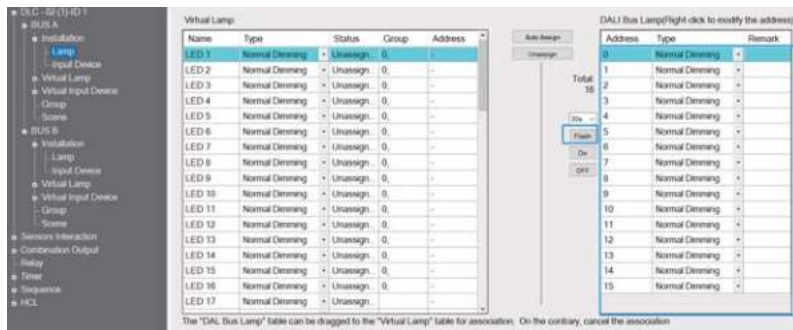 DLC - 02 (1)-ID 1
BUS A
Installation
Lamp
Input Device
Virtual Lamp
Virtual Input Device
Group
Scene
BUS B
Installation
Lamp
Input Device
Virtual Lamp
Virtual Input Device
Group
Scene
Sensors Interaction
Combination Output
Relay
Timer
Sequence
HCL
Virtual Lamp:
Name Type Status Group Address
LED 1 Normal Dimming Unassign... 0, -
LED 2 Normal Dimming Unassign... 0, -
LED 3 Normal Dimming Unassign... 0, -
LED 4 Normal Dimming Unassign... 0, -
LED 5 Normal Dimming Unassign... 0, -
LED 6 Normal Dimming Unassign... 0, -
LED 7 Normal Dimming Unassign... 0, -
LED 8 Normal Dimming Unassign... 0, -
LED 9 Normal Dimming Unassign... 0, -
LED 10 Normal Dimming Unassign... 0, -
LED 11 Normal Dimming Unassign... 0, -
LED 12 Normal Dimming Unassign... 0, -
LED 13 Normal Dimming Unassign... 0, -
LED 14 Normal Dimming Unassign... 0, -
LED 15 Normal Dimming Unassign... 0, -
LED 16 Normal Dimming Unassign... 0, -
LED 17 Normal Dimming Unassign... -
Auto Assign
Unassign
Total:
16
30s
Flash
On
OFF
DALI Bus Lamp(Right-click to modify the address)
Address Type Remark
0 Normal Dimming
1 Normal Dimming
2 Normal Dimming
3 Normal Dimming
4 Normal Dimming
5 Normal Dimming
6 Normal Dimming
7 Normal Dimming
8 Normal Dimming
9 Normal Dimming
10 Normal Dimming
11 Normal Dimming
12 Normal Dimming
13 Normal Dimming
14 Normal Dimming
15 Normal Dimming
The "DAL Bus Lamp" table can be dragged to the "Virtual Lamp" table for association; On the contrary, cancel the association